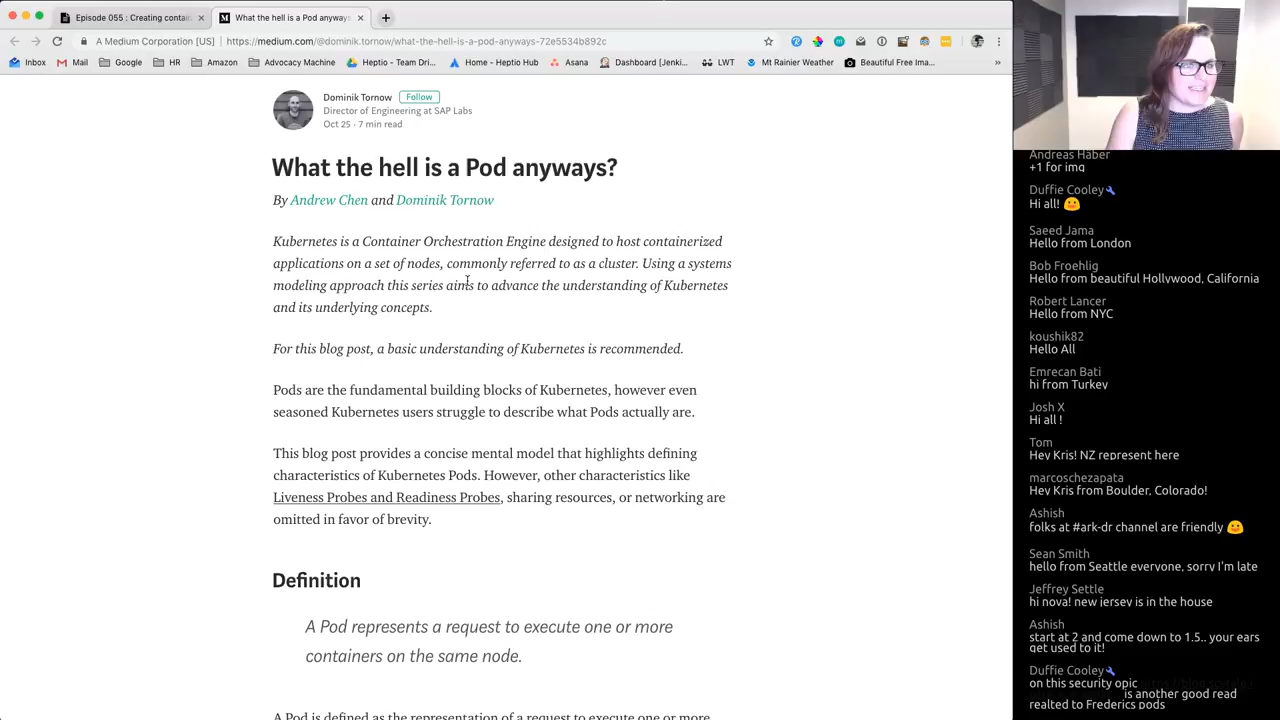 Episode 055 : Creating contai
What the hell is a Pod anyways
A Medium Corporation [US]
https://medium.com/@dominik.tornow/what-the-hell-is-a-pod-anyways-72e5534b892c
Inbox
Mail
Google
HR
Amazon
Advocacy Machine
Heptio - Team Dri...
Home - Heptio Hub
Asana
Dashboard [Jenki...
LWT
Mt Rainier Weather
Beautiful Free Ima...
»
Dominik Tornow
Follow
Director of Engineering at SAP Labs
Oct 25 · 7 min read
What the hell is a Pod anyways?
By Andrew Chen and Dominik Tornow
Kubernetes is a Container Orchestration Engine designed to host containerized
applications on a set of nodes, commonly referred to as a cluster. Using a systems
modeling approach this series aims to advance the understanding of Kubernetes
and its underlying concepts.
For this blog post, a basic understanding of Kubernetes is recommended.
Pods are the fundamental building blocks of Kubernetes, however even
seasoned Kubernetes users struggle to describe what Pods actually are.
This blog post provides a concise mental model that highlights defining
characteristics of Kubernetes Pods. However, other characteristics like
Liveness Probes and Readiness Probes, sharing resources, or networking are
omitted in favor of brevity.
Definition
A Pod represents a request to execute one or more
containers on the same node.
A Pod is defined as the representation of a request to execute one or more
Andreas Haber
+1 for img
Duffie Cooley
Hi all!
Saeed Jama
Hello from London
Bob Froehlig
Hello from beautiful Hollywood, California
Robert Lancer
Hello from NYC
koushik82
Hello All
Emrecan Bati
hi from Turkey
Josh X
Hi all !
Tom
Hey Kris! NZ represent here
marcoschezapata
Hey Kris from Boulder, Colorado!
Ashish
folks at #ark-dr channel are friendly
Sean Smith
hello from Seattle everyone, sorry I'm late
Jeffrey Settle
hi nova! new jersey is in the house
Ashish
start at 2 and come down to 1.5.. your ears
get used to it!
Duffie Cooley
on this security opic
is another good read
realted to Frederics pods